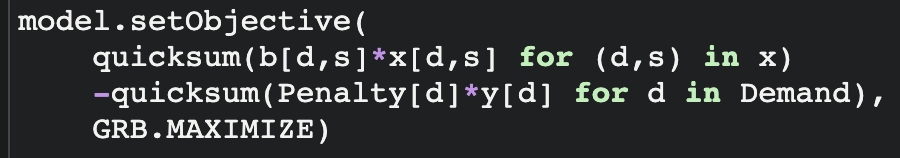 model.setObjective(
quicksum(b[d,s]*x[d,s] for (d,s) in x)
-quicksum(Penalty[d]*y[d] for d in Demand),
GRB.MAXIMIZE)